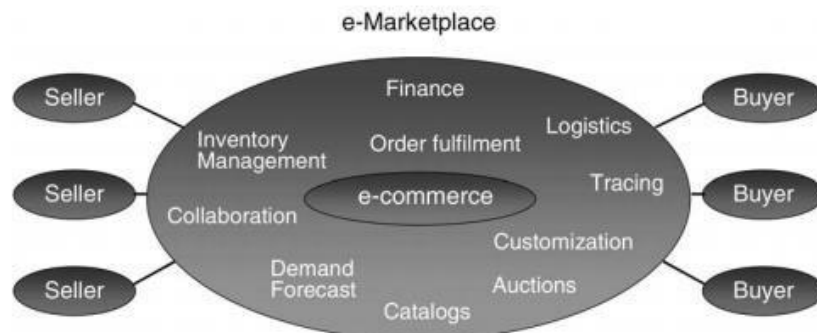 e-Marketplace
Seller
Finance
Buyer
Logistics
Inventory
Management
Order fulfilment
Seller
e-commerce
Tracing
Buyer
Collaboration
Customization
Demand
Forecast
Auctions
Seller
Catalogs
Buyer